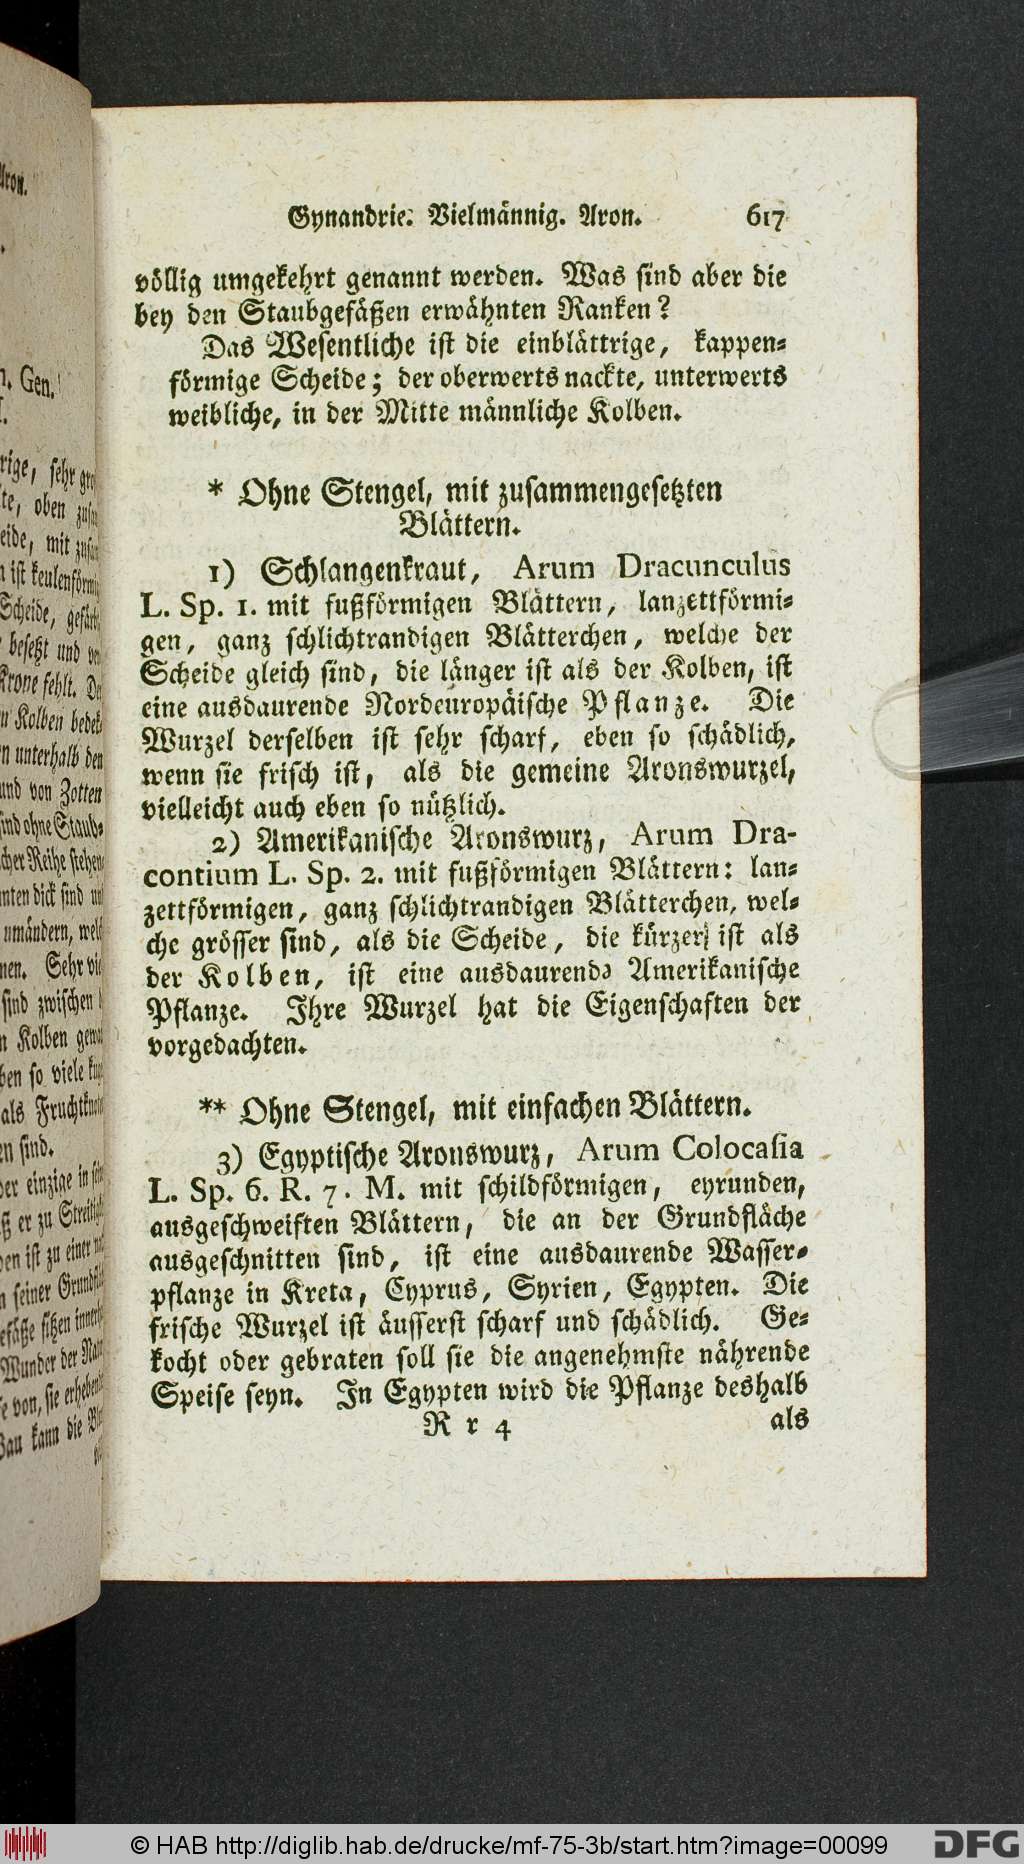 Gynandrie. Vielmännig. Aron. 617
völlig umgekehrt genannt werden. Was sind aber die
bey den Staubgefäßen erwähnten Ranken?
Das Wesentliche ist die einblättrige, kappen-
förmige Scheide; der oberwerts nackte, unterwerts
weibliche, in der Mitte männliche Kolben.
* Ohne Stengel, mit zusammengesetzten
Blättern.
1) Schlangenkraut, Arum Dracunculus
L. Sp. 1. mit fußförmigen Blättern, lanzettförmi-
gen, ganz schlichtrandigen Blätterchen, welche der
Scheide gleich sind, die länger ist als der Kolben, ist
eine ausdaurende Nordeuropäische Pflanze. Die
Wurzel derselben ist sehr scharf, eben so schädlich,
wenn sie frisch ist, als die gemeine Aronswurzel,
vielleicht auch eben so nützlich.
2) Amerikanische Aronswurz, Arum Dra-
contium L. Sp. 2. mit fußförmigen Blättern: lan-
zettförmigen, ganz schlichtrandigen Blätterchen, wel-
che grösser sind, als die Scheide, die kürzer ist als
der Kolben, ist eine ausdaurende Amerikanische
Pflanze. Ihre Wurzel hat die Eigenschaften der
vorgedachten.
** Ohne Stengel, mit einfachen Blättern.
3) Egyptische Aronswurz, Arum Colocasia
L. Sp. 6. R. 7. M. mit schildförmigen, eyrunden,
ausgeschweiften Blättern, die an der Grundfläche
ausgeschnitten sind, ist eine ausdaurende Wasser-
pflanze in Kreta, Cyprus, Syrien, Egypten. Die
frische Wurzel ist äusserst scharf und schädlich. Ge-
kocht oder gebraten soll sie die angenehmste nährende
Speise seyn. In Egypten wird die Pflanze deshalb
R r 4 als
© HAB http://diglib.hab.de/drucke/mf-75-3b/start.htm?image=00099
DFG